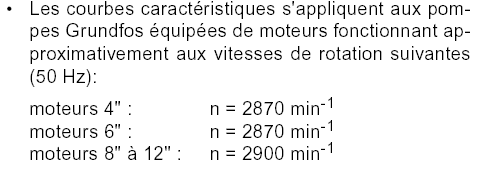 • Les courbes caractéristiques s'appliquent aux pom-
pes Grundfos équipées de moteurs fonctionnant ap-
proximativement aux vitesses de rotation suivantes
(50 Hz):
moteurs 4" : n = 2870 min-1
moteurs 6" : n = 2870 min-1
moteurs 8" à 12" : n = 2900 min-1